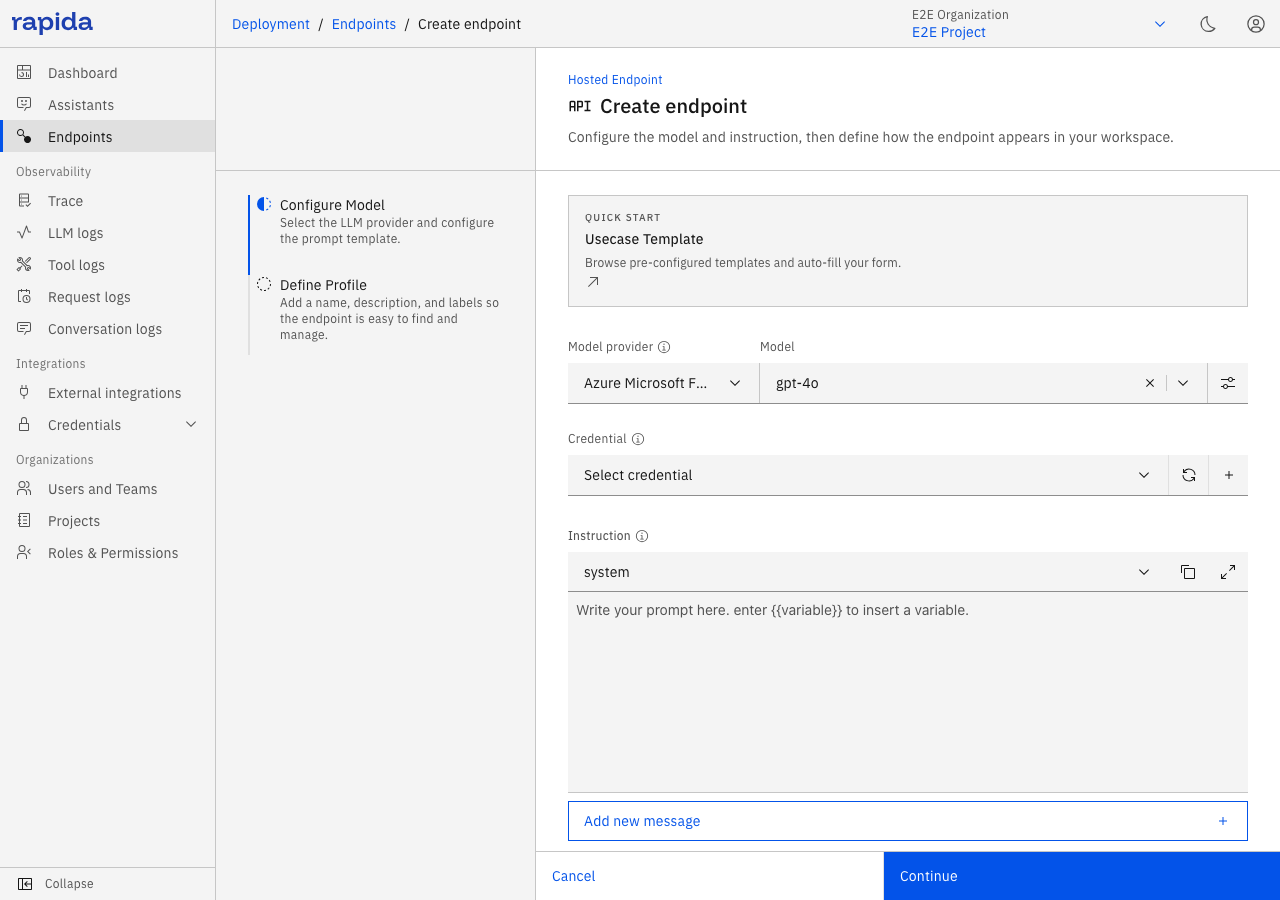 rapida
Deployment / Endpoints / Create endpoint
E2E Organization
E2E Project
Dashboard
Assistants
Endpoints
Observability
Trace
LLM logs
Tool logs
Request logs
Conversation logs
Integrations
External integrations
Credentials
Organizations
Users and Teams
Projects
Roles & Permissions
Collapse
Configure Model
Select the LLM provider and configure
the prompt template.
Define Profile
Add a name, description, and labels so
the endpoint is easy to find and
manage.
Hosted Endpoint
API Create endpoint
Configure the model and instruction, then define how the endpoint appears in your workspace.
QUICK START
Usecase Template
Browse pre-configured templates and auto-fill your form.
Model provider Model
Azure Microsoft F... gpt-4o
Credential
Select credential
Instruction
system
Write your prompt here. enter {{variable}} to insert a variable.
Add new message
Cancel Continue